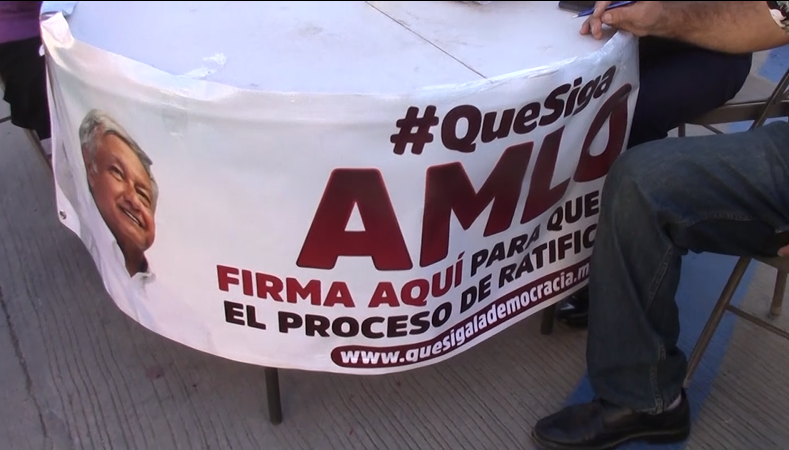 #QueSiga
AMLO
FIRMA AQUÍ PARA QUE
EL PROCESO DE RATIFIC
www.quesigalademocracia.m